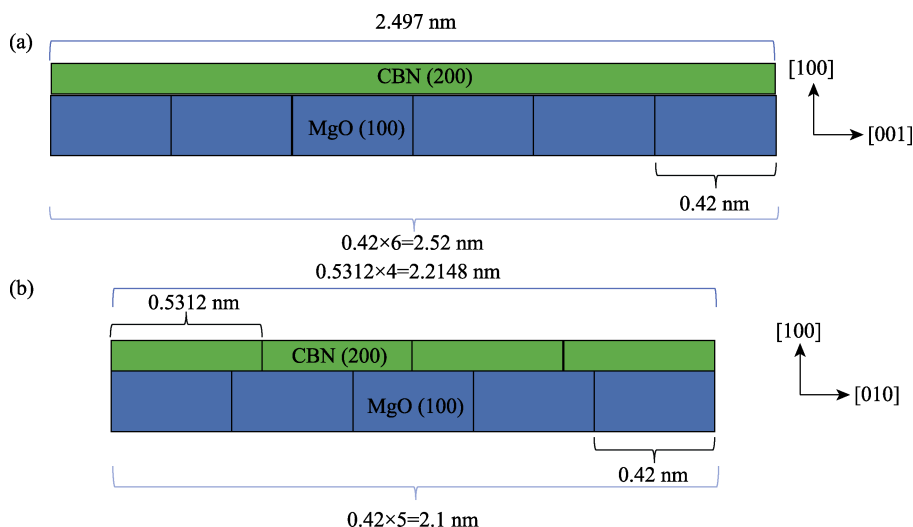 (a)
2.497 nm
CBN (200)
MgO (100)
[100]
[001]
0.42 nm
0.42×6=2.52 nm
(b)
0.5312×4=2.2148 nm
0.5312 nm
CBN (200)
MgO (100)
[100]
[010]
0.42 nm
0.42×5=2.1 nm